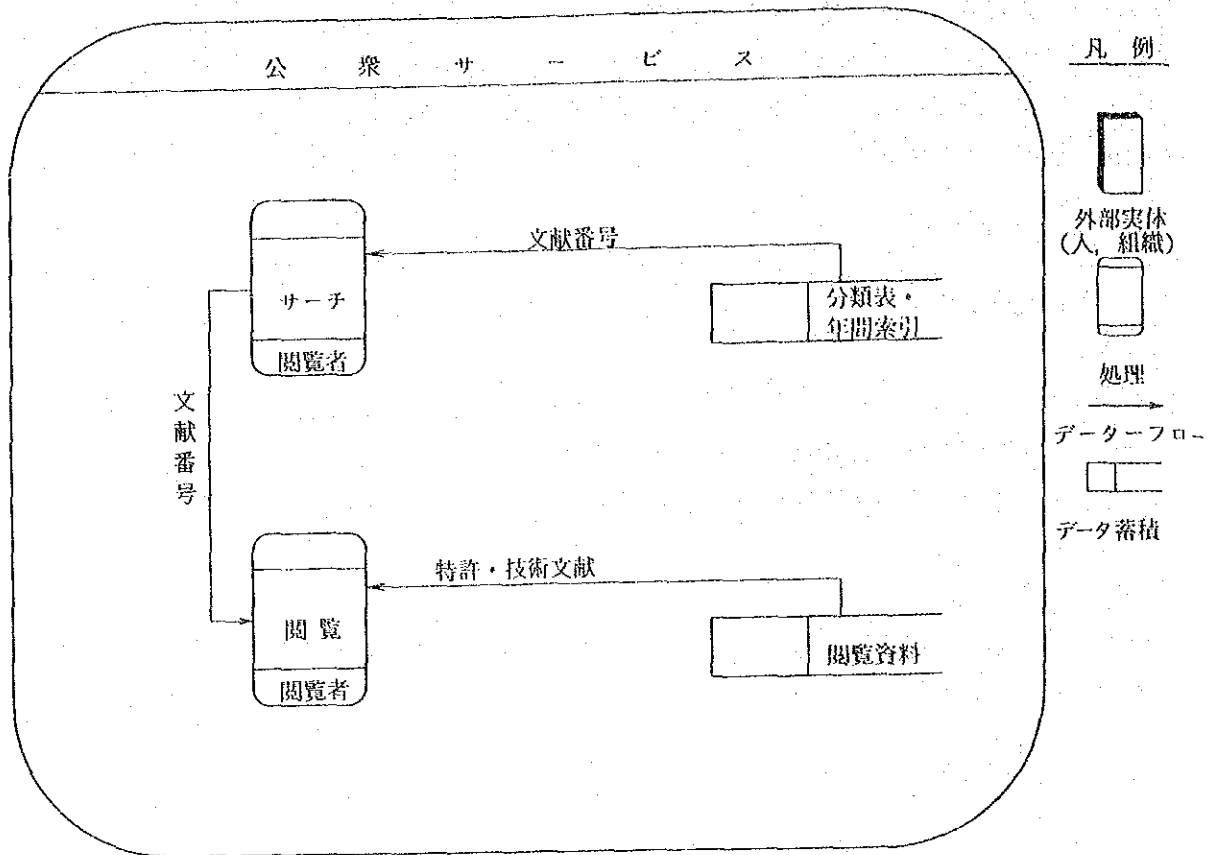 公衆サービス
文献番号
サーチ
閲覧者
分類表・
年間索引
文献番号
特許・技術文献
閲覧
閲覧者
閲覧資料
凡例
外部実体
(人,組織)
処理
データーフロー
データ蓄積